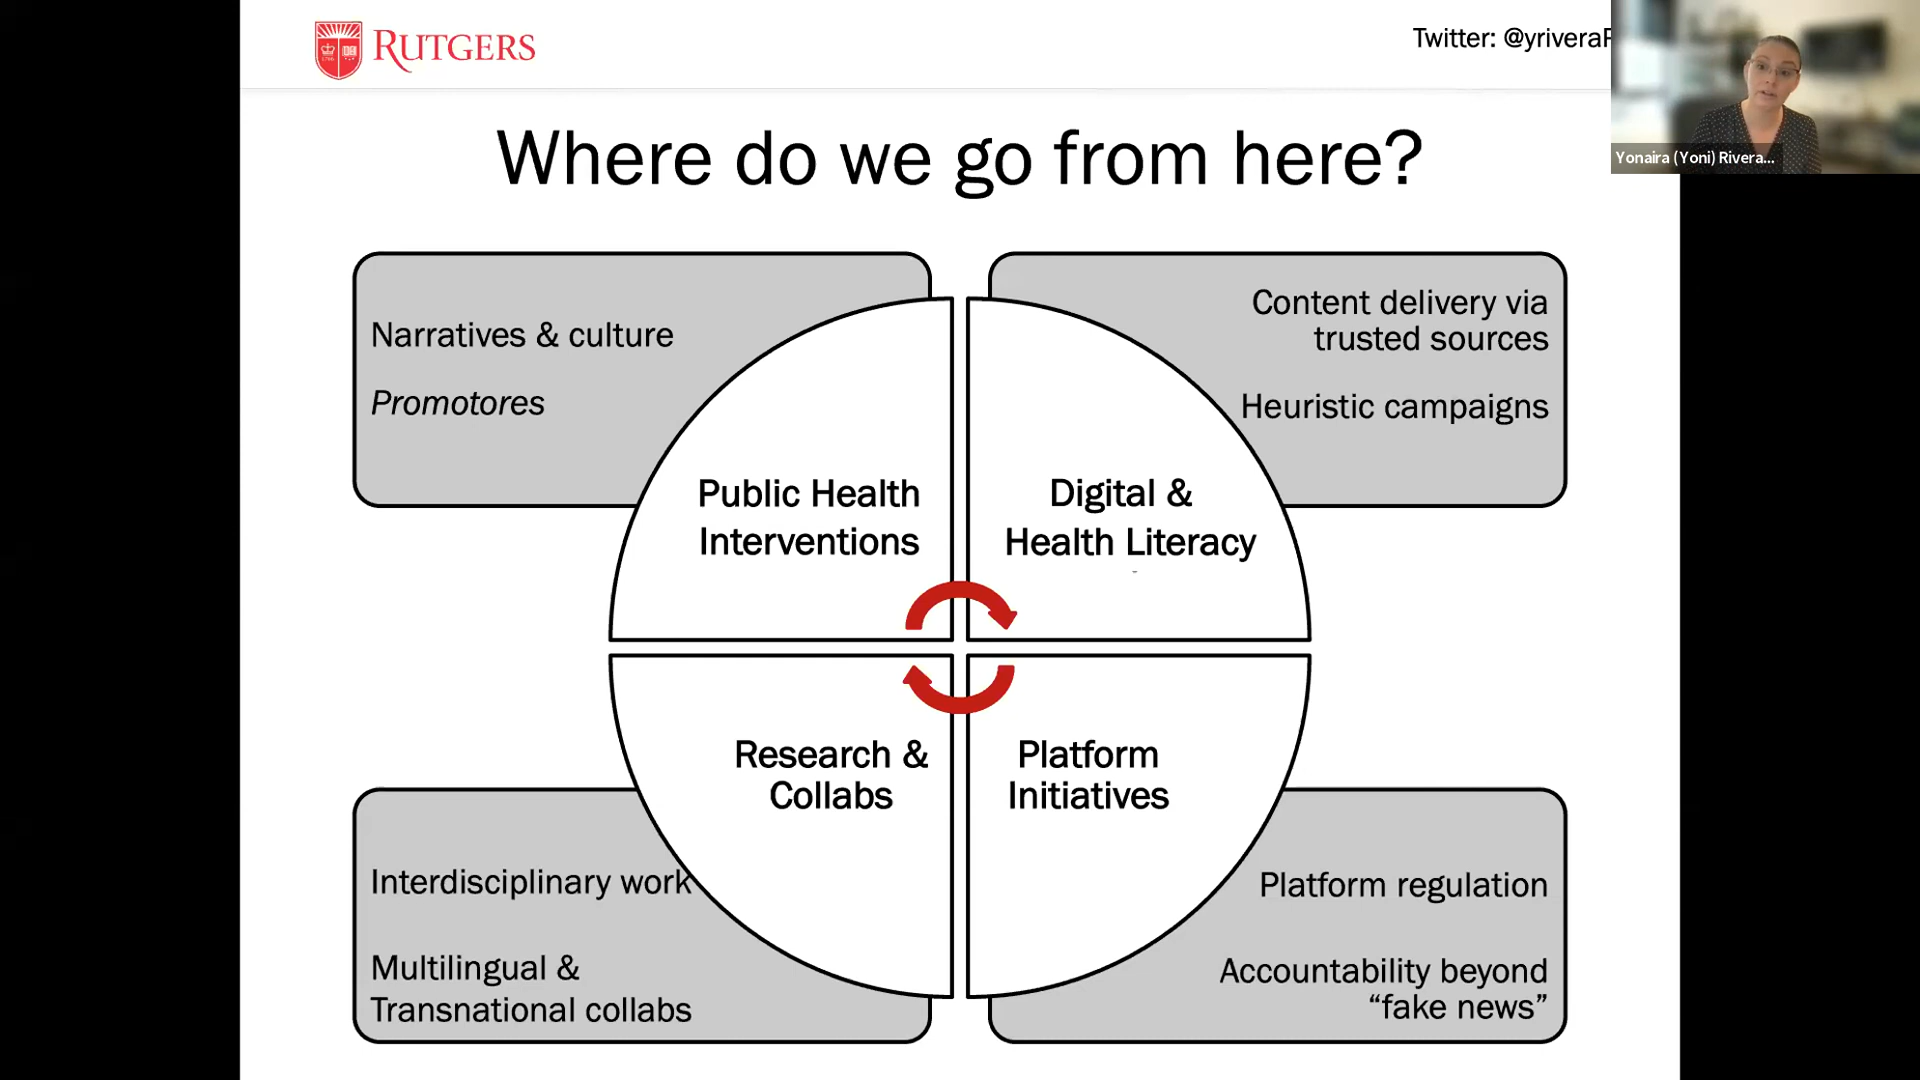 RUTGERS
Twitter: @yrivera
Yonaira (Yoni) Rivera...
Where do we go from here?
Narratives & culture
Promotores
Content delivery via
trusted sources
Heuristic campaigns
Public Health
Interventions
Digital &
Health Literacy
Research &
Collabs
Platform
Initiatives
Interdisciplinary work
Multilingual &
Transnational collabs
Platform regulation
Accountability beyond
“fake news”